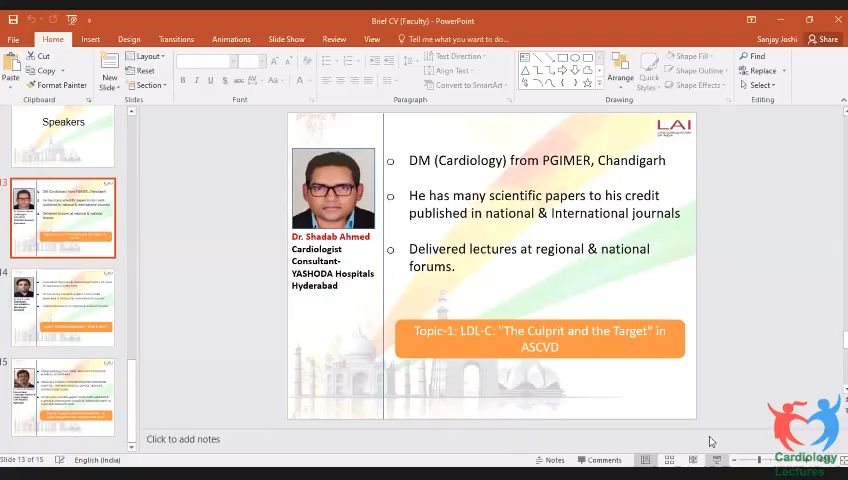 Brief CV (Faculty) - PowerPoint
File Home Insert Design Transitions Animations Slide Show Review View Tell me what you want to do... Sanjay Joshi Share
Paste
Cut
Copy
Format Painter
Clipboard
New
Slide
Layout
Reset
Section
Slides
Font
Text Direction
Align Text
Convert to SmartArt
Paragraph
Arrange
Quick
Styles
Shape Fill
Shape Outline
Shape Effects
Drawing
Find
Replace
Select
Editing
Speakers
13
14
15
LAI
DM (Cardiology) from PGIMER, Chandigarh
He has many scientific papers to his credit
published in national & International journals
Delivered lectures at regional & national
forums.
Dr. Shadab Ahmed
Cardiologist
Consultant-
YASHODA Hospitals
Hyderabad
Topic-1: LDL-C: "The Culprit and the Target" in
ASCVD
Click to add notes
Slide 13 of 15 English (India) Notes Comments
Cardiology
Lectures